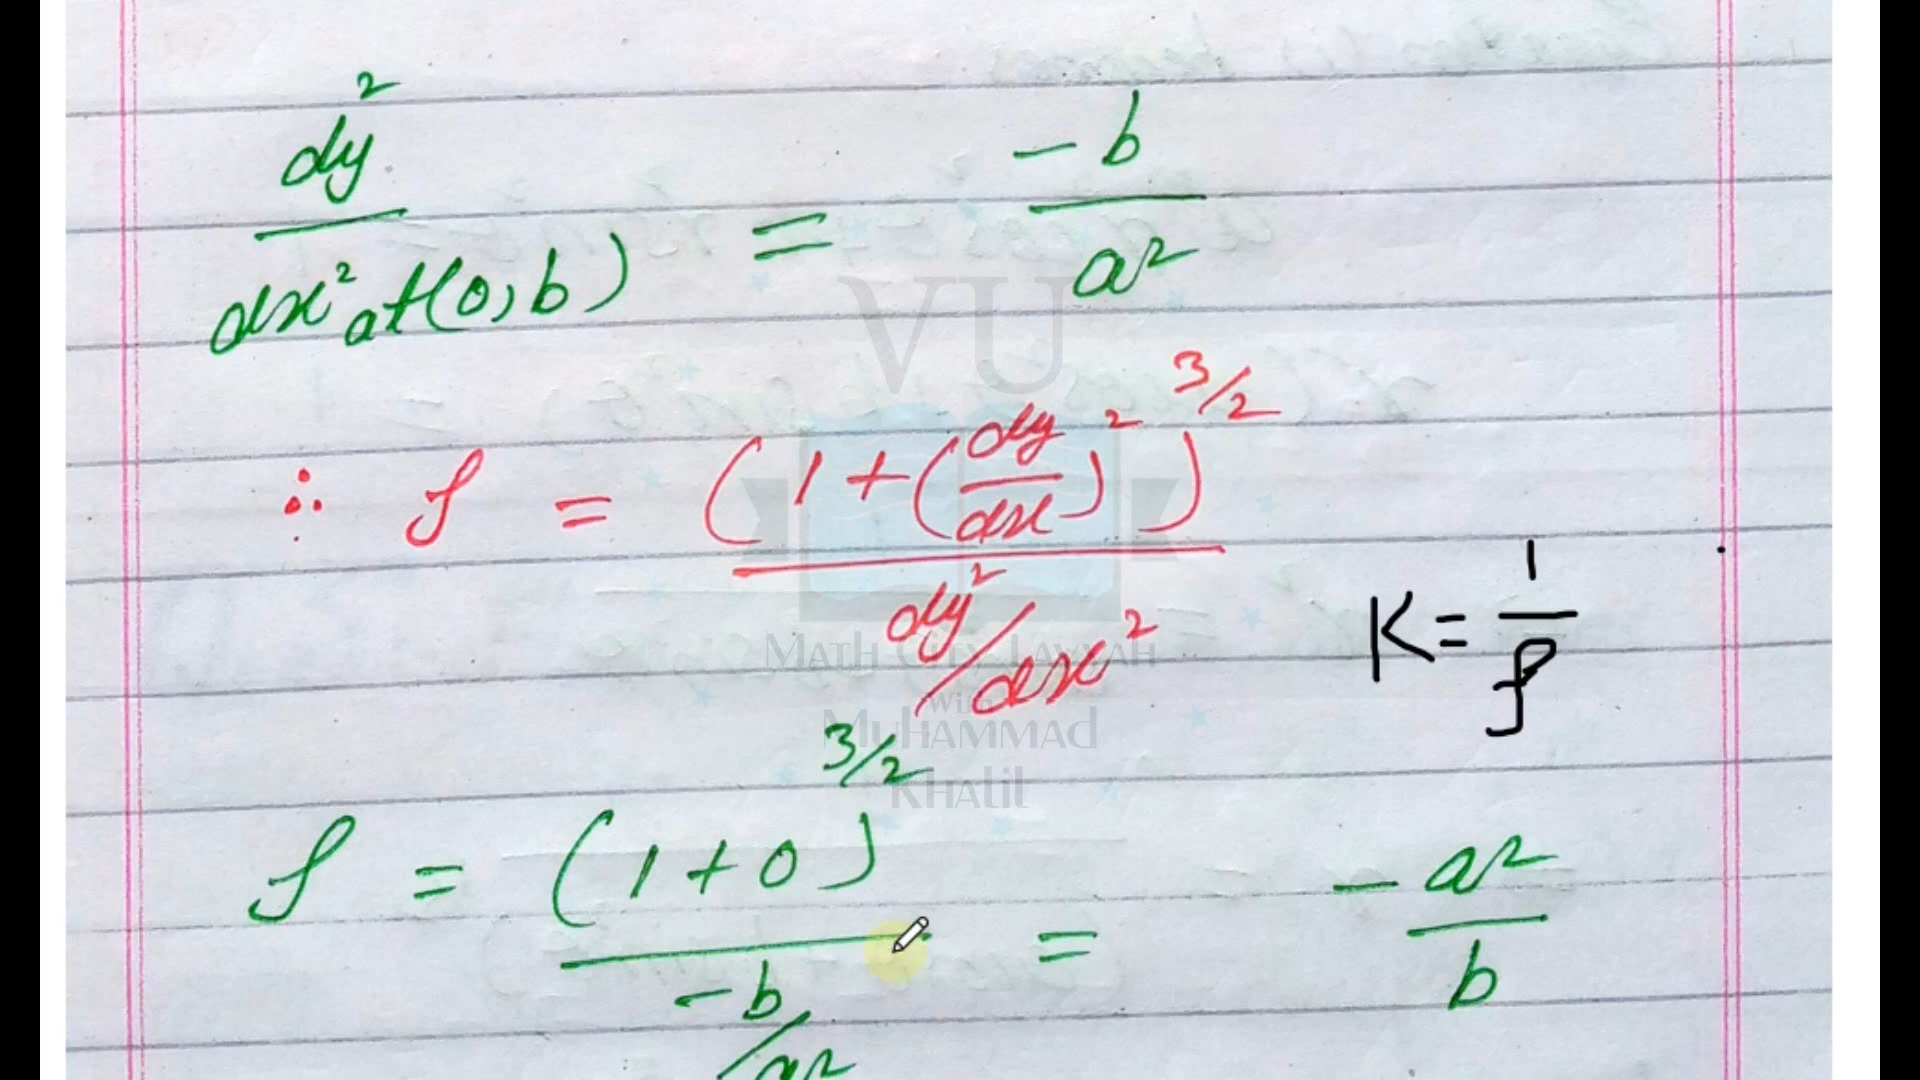 d²y/dx² at (0, b) = -b/a²
VU
∴ ρ = (1 + (dy/dx)²)^3/2 / d²y/dx²
K = 1/ρ
MATH CITY LAYYAH
With
MUHAMMAD
KHALIL
ρ = (1 + 0)^3/2 / -b/a² = -a²/b